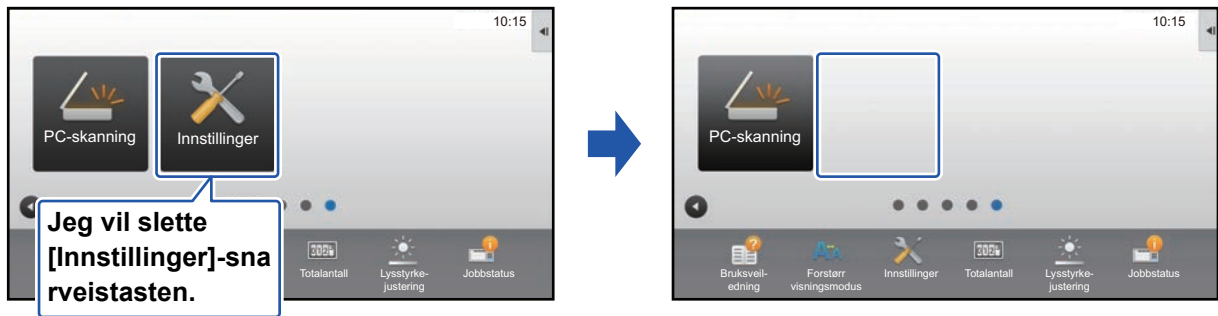 10:15
PC-skanning
Innstillinger
Jeg vil slette
[Innstillinger]-sna
rveistasten.
Totalantall
Lysstyrke-
justering
Jobbstatus
10:15
PC-skanning
Bruksveil-
edning
Forstørr
visningsmodus
Innstillinger
Totalantall
Lysstyrke-
justering
Jobbstatus